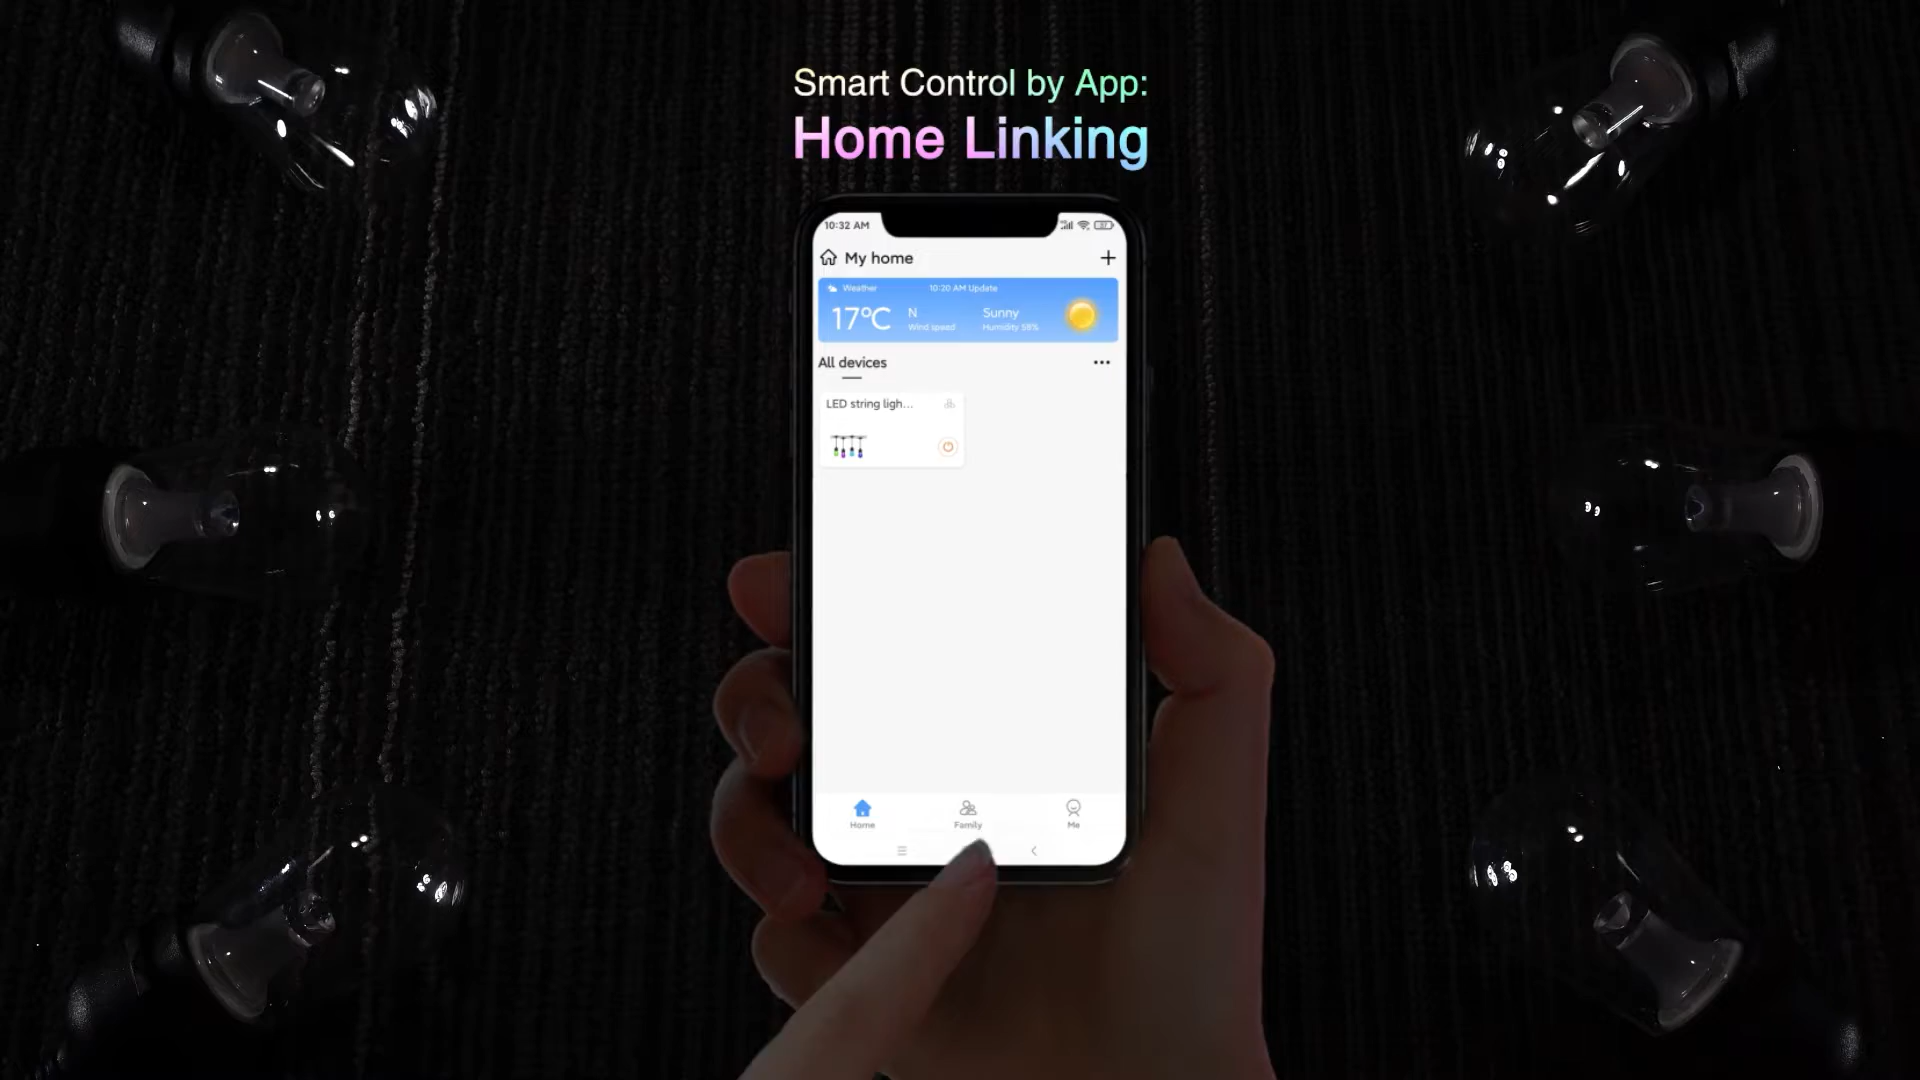 Smart Control by App:
Home Linking
10:32 AM
My home
Weather 10:20 AM Update
17°C N Sunny
Wind speed Humidity 58%
All devices
LED string ligh...
Home Family Me